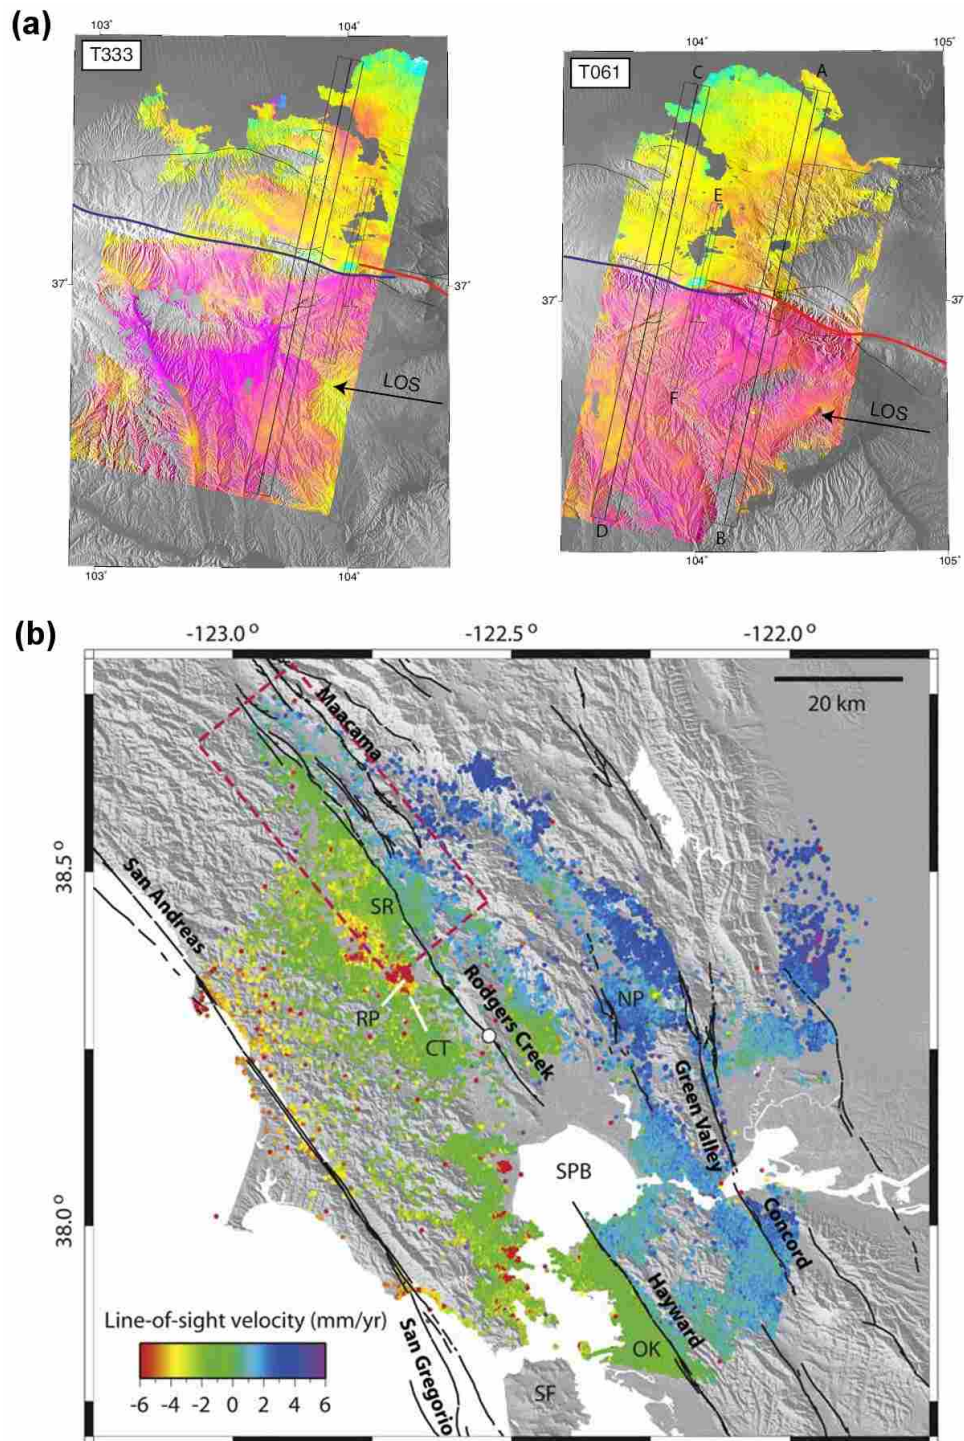 (a)
103°
104°
T333
37°
LOS
103°
104°
104°
105°
T061
C
A
E
37°
37°
F
LOS
D
B
104°
105°
(b)
-123.0 °
-122.5 °
-122.0 °
20 km
Maacama
38.5 °
San Andreas
SR
Rodgers Creek
NP
RP
CT
Green Valley
SPB
38.0 °
Concord
Hayward
Line-of-sight velocity (mm/yr)
OK
San Gregorio
SF
-6 -4 -2 0 2 4 6